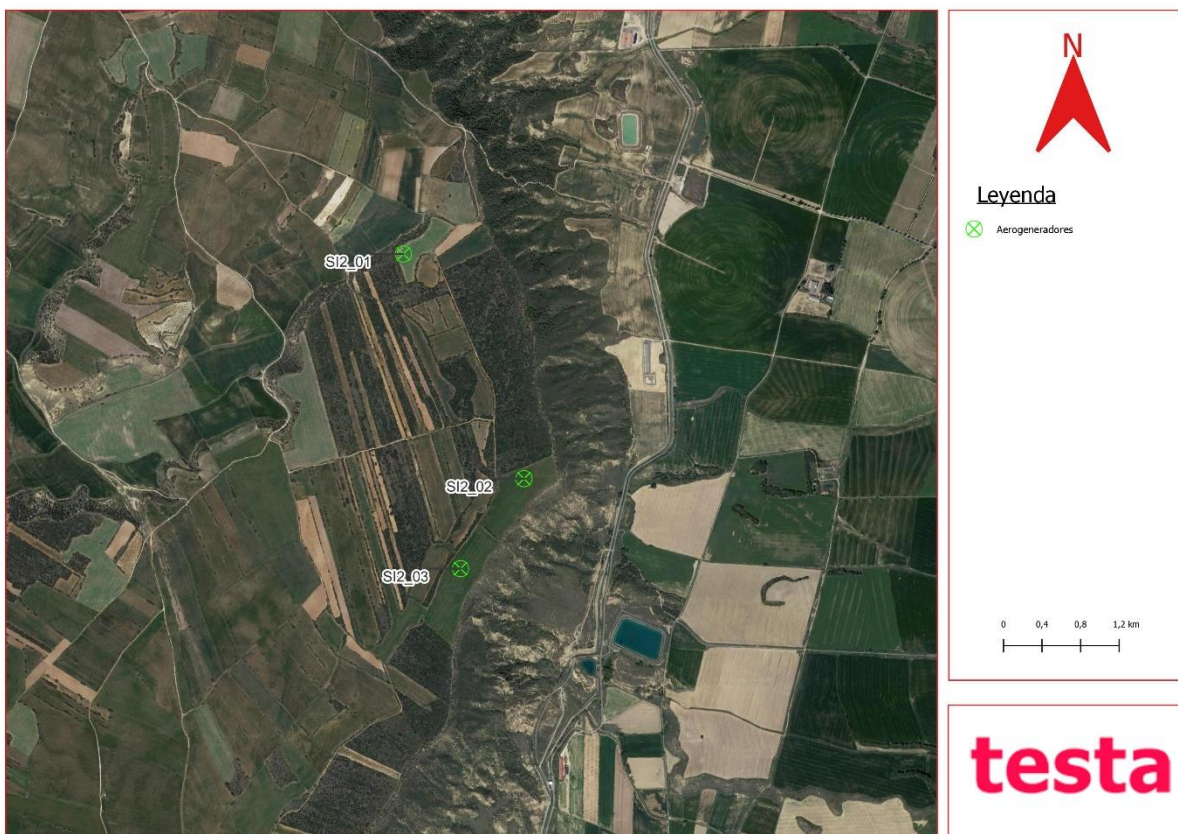 SI2_01
SI2_02
SI2_03
N
Leyenda
Aerogeneradores
0 0,4 0,8 1,2 km
testa